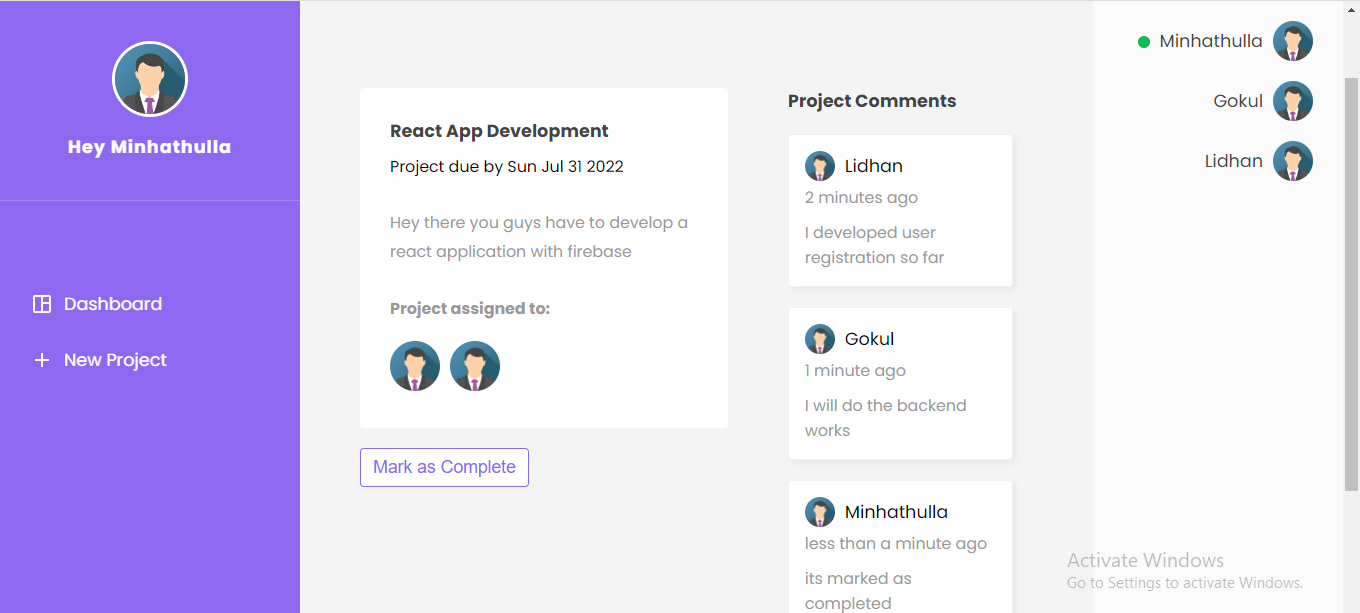 Hey Minhathulla
Dashboard
New Project
React App Development
Project due by Sun Jul 31 2022
Hey there you guys have to develop a
react application with firebase
Project assigned to:
Mark as Complete
Project Comments
Lidhan
2 minutes ago
I developed user
registration so far
Gokul
1 minute ago
I will do the backend
works
Minhathulla
less than a minute ago
its marked as
completed
Minhathulla
Gokul
Lidhan
Activate Windows
Go to Settings to activate Windows.